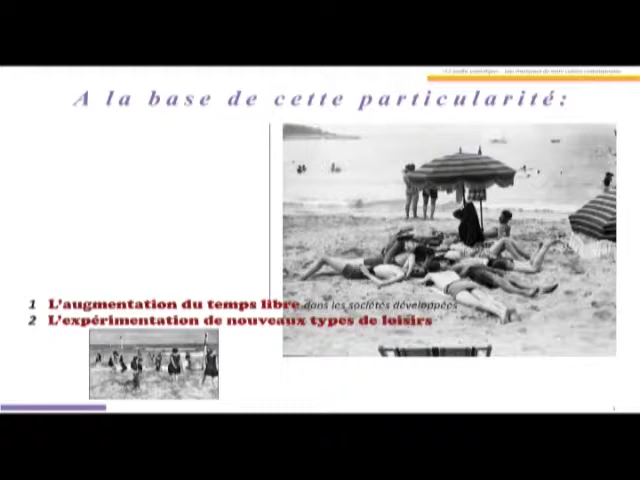 A la base de cette particularité:
1 L'augmentation du temps libre dans les sociétés développées
2 L'expérimentation de nouveaux types de loisirs